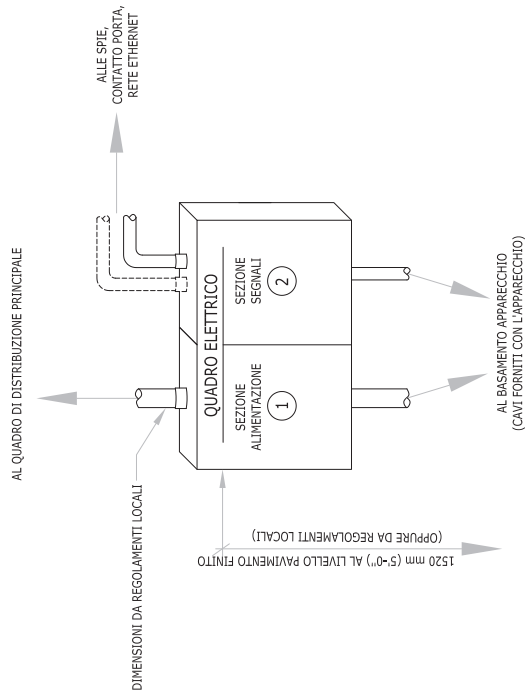 AL QUADRO DI DISTRIBUZIONE PRINCIPALE
ALLE SPIE,
CONTATTO PORTA,
RETE ETHERNET
DIMENSIONI DA REGOLAMENTI LOCALI
QUADRO ELETTRICO
SEZIONE
ALIMENTAZIONE
1
SEZIONE
SEGNALI
2
1520 mm (5'-0") AL LIVELLO PAVIMENTO FINITO
(OPPURE DA REGOLAMENTI LOCALI)
AL BASAMENTO APPARECCHIO
(CAVI FORNITI CON L'APPARECCHIO)